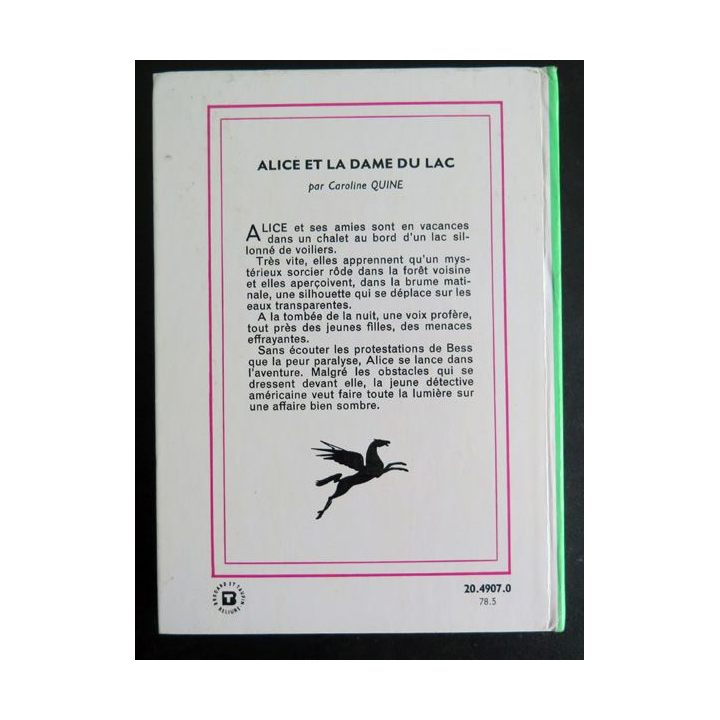 ALICE ET LA DAME DU LAC
par Caroline QUINE
ALICE et ses amies sont en vacances
dans un chalet au bord d'un lac sil-
lonné de voiliers.
Très vite, elles apprennent qu'un mys-
térieux sorcier rôde dans la forêt voisine
et elles aperçoivent, dans la brume mati-
nale, une silhouette qui se déplace sur les
eaux transparentes.
A la tombée de la nuit, une voix profère,
tout près des jeunes filles, des menaces
effrayantes.
Sans écouter les protestations de Bess
que la peur paralyse, Alice se lance dans
l'aventure. Malgré les obstacles qui se
dressent devant elle, la jeune détective
américaine veut faire toute la lumière sur
une affaire bien sombre.
BRODARD ET TAUPIN
RELIURE
20.4907.0
78.5